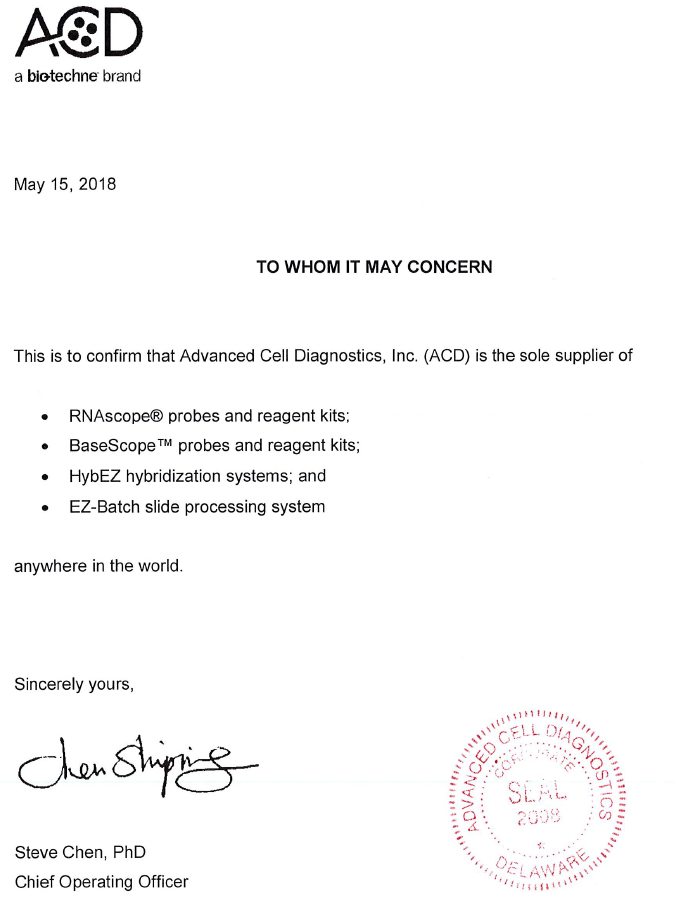 ACD
a biotechne brand
May 15, 2018
TO WHOM IT MAY CONCERN
This is to confirm that Advanced Cell Diagnostics, Inc. (ACD) is the sole supplier of
• RNAscope® probes and reagent kits;
• BaseScope™ probes and reagent kits;
• HybEZ hybridization systems; and
• EZ-Batch slide processing system
anywhere in the world.
Sincerely yours,
Chen Shiping
Steve Chen, PhD
Chief Operating Officer
ADVANCED CELL DIAGNOSTICS
CORPORATE
SEAL
2008
DELAWARE